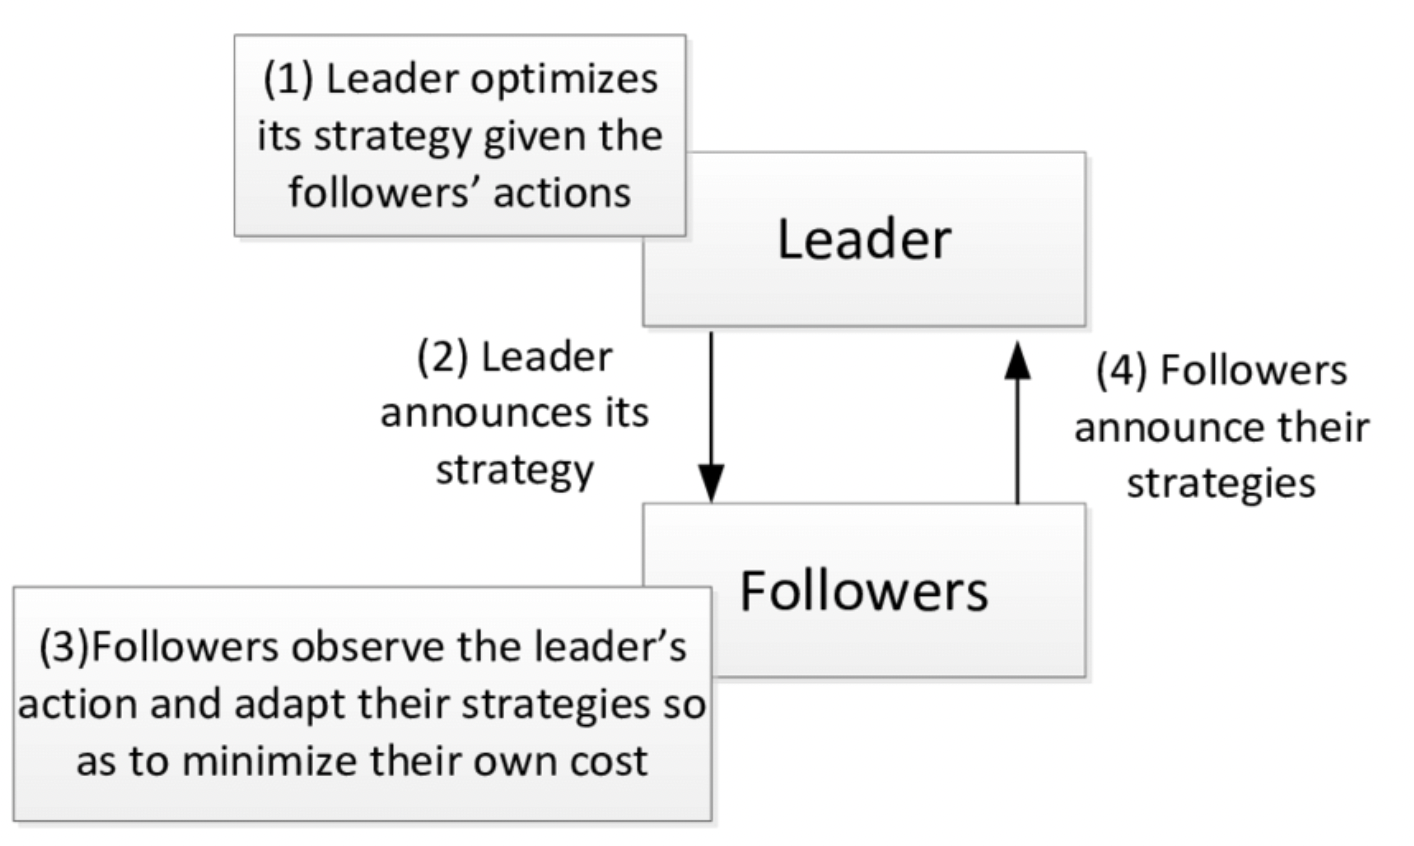 (1) Leader optimizes
its strategy given the
followers’ actions
Leader
(2) Leader
announces its
strategy
(4) Followers
announce their
strategies
Followers
(3)Followers observe the leader’s
action and adapt their strategies so
as to minimize their own cost